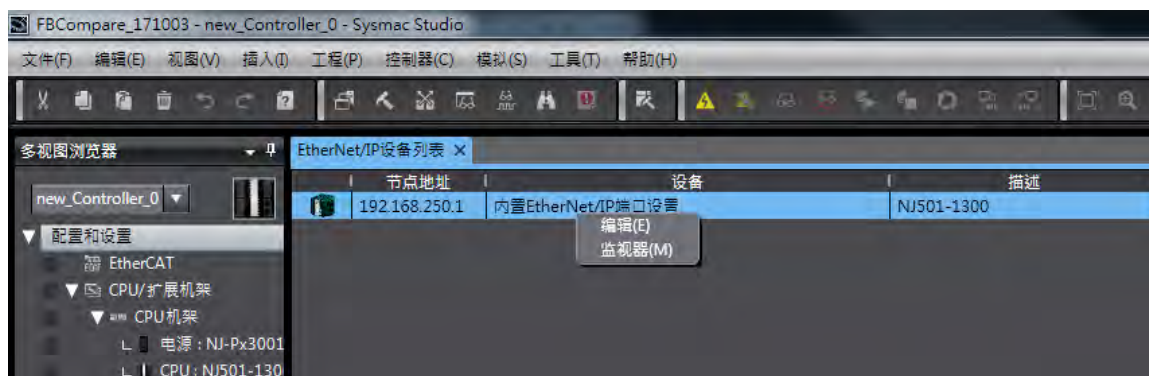 FBCompare_171003 - new_Controller_0 - Sysmac Studio
文件(F) 编辑(E) 视图(V) 插入(I) 工程(P) 控制器(C) 模拟(S) 工具(T) 帮助(H)
多视图浏览器
EtherNet/IP设备列表
new_Controller_0
节点地址 设备 描述
192.168.250.1 内置EtherNet/IP端口设置 NJ501-1300
编辑(E)
监视器(M)
配置和设置
EtherCAT
CPU/扩展机架
CPU机架
电源 : NJ-Px3001
CPU : NJ501-130